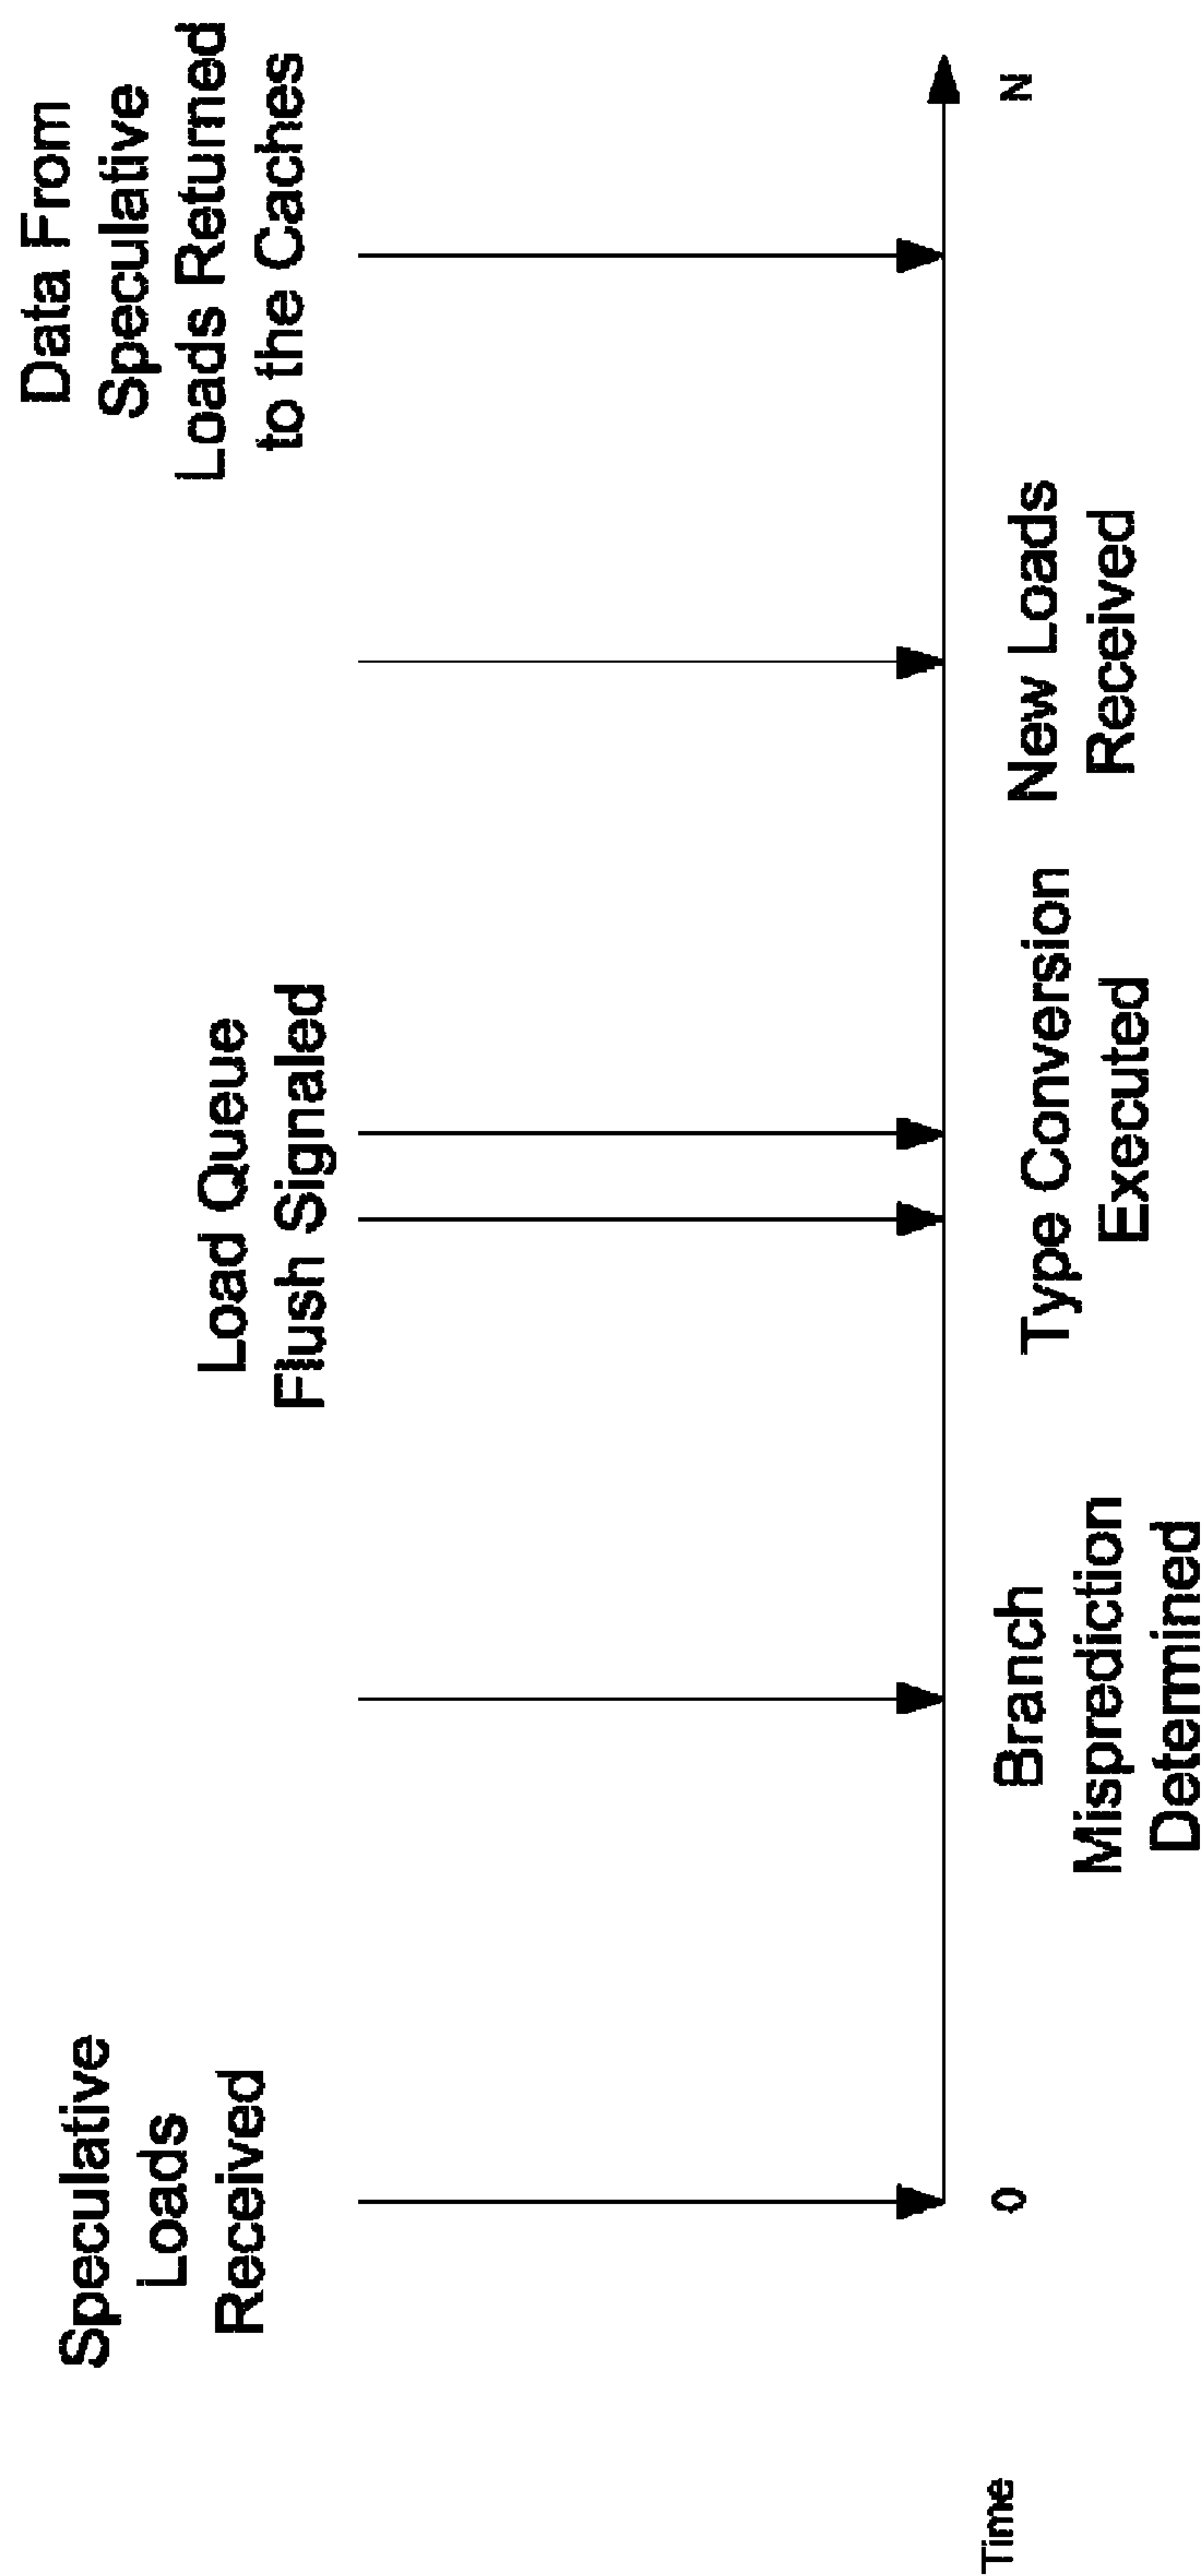 Speculative
Loads
Received
Load Queue
Flush Signaled
Data From
Speculative
Loads Returned
to the Caches
Time
0
N
Branch
Misprediction
Determined
Type Conversion
Executed
New Loads
Received